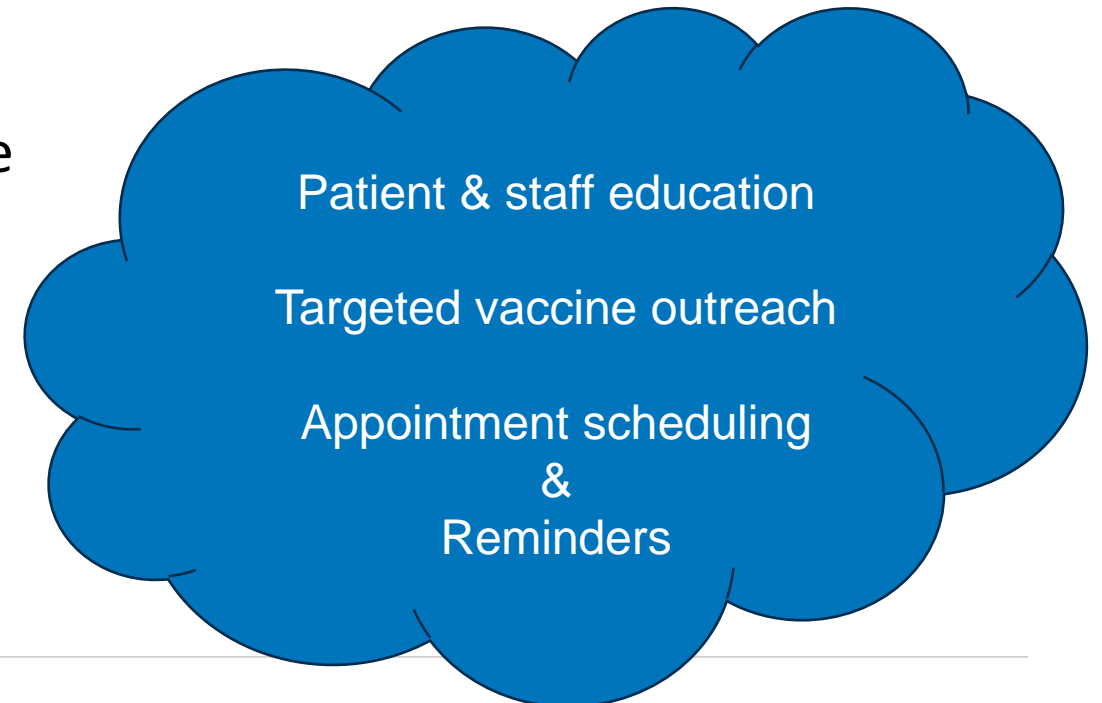 Patient & staff education
Targeted vaccine outreach
Appointment scheduling
&
Reminders